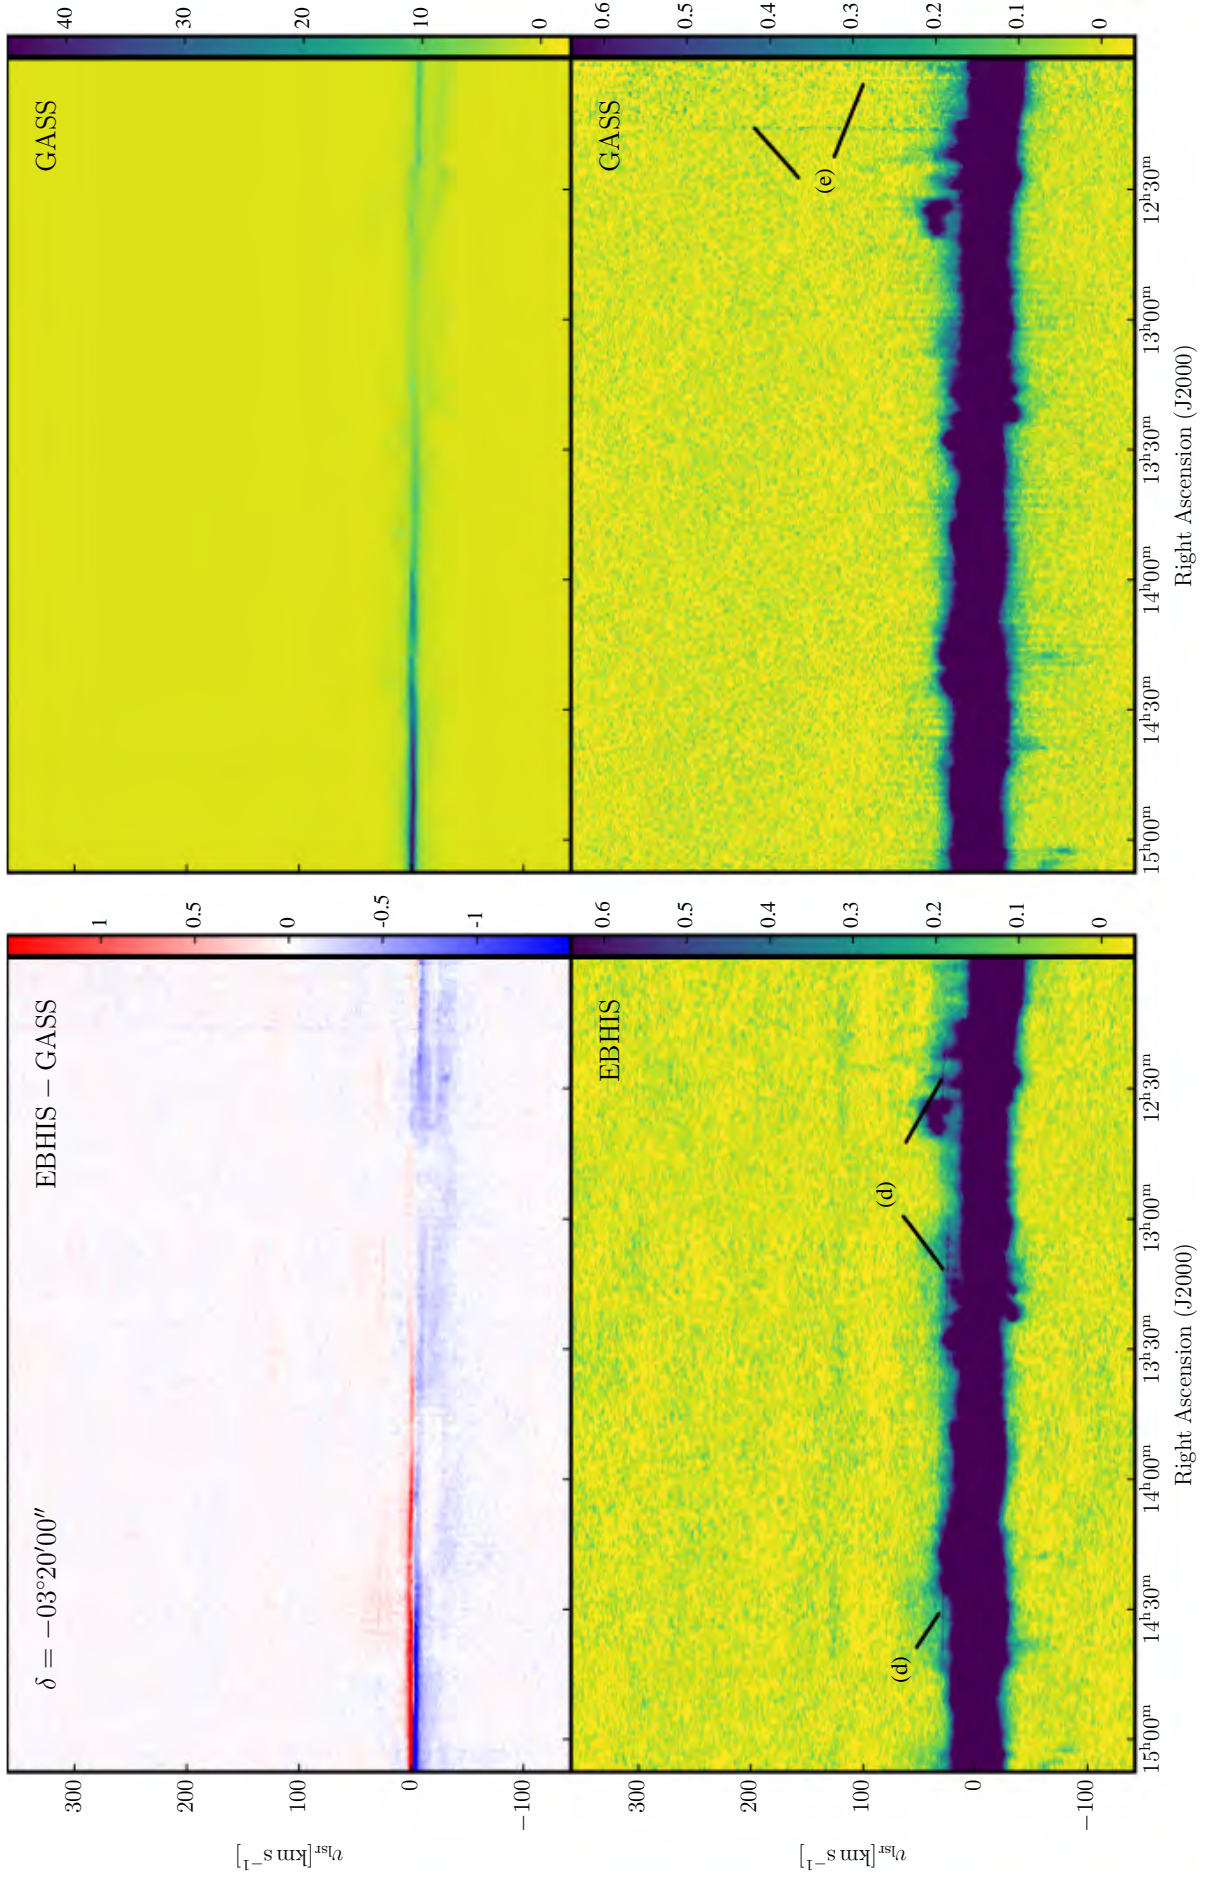 δ = −03°20′00″
EBHIS − GASS
1
0.5
0
-0.5
-1
300
200
100
0
−100
υlsr[km s−1]
GASS
40
30
20
10
0
EBHIS
(d)
(d)
(d)
0.6
0.5
0.4
0.3
0.2
0.1
0
300
200
100
0
−100
υlsr[km s−1]
15h00m
14h30m
14h00m
13h30m
13h00m
12h30m
Right Ascension (J2000)
GASS
(e)
0.6
0.5
0.4
0.3
0.2
0.1
0
15h00m
14h30m
14h00m
13h30m
13h00m
12h30m
Right Ascension (J2000)